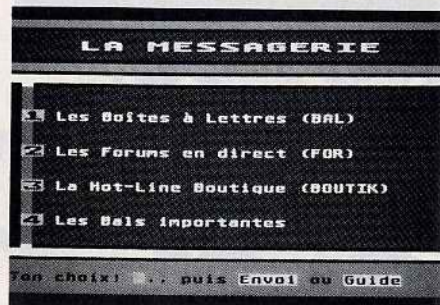 LA MESSAGERIE
1 Les Boîtes à Lettres (BAL)
2 Les Forums en direct (FOR)
3 La Hot-Line Boutique (BOUTIK)
4 Les Bals importantes
Ton choix: .. puis Envoi ou Guide